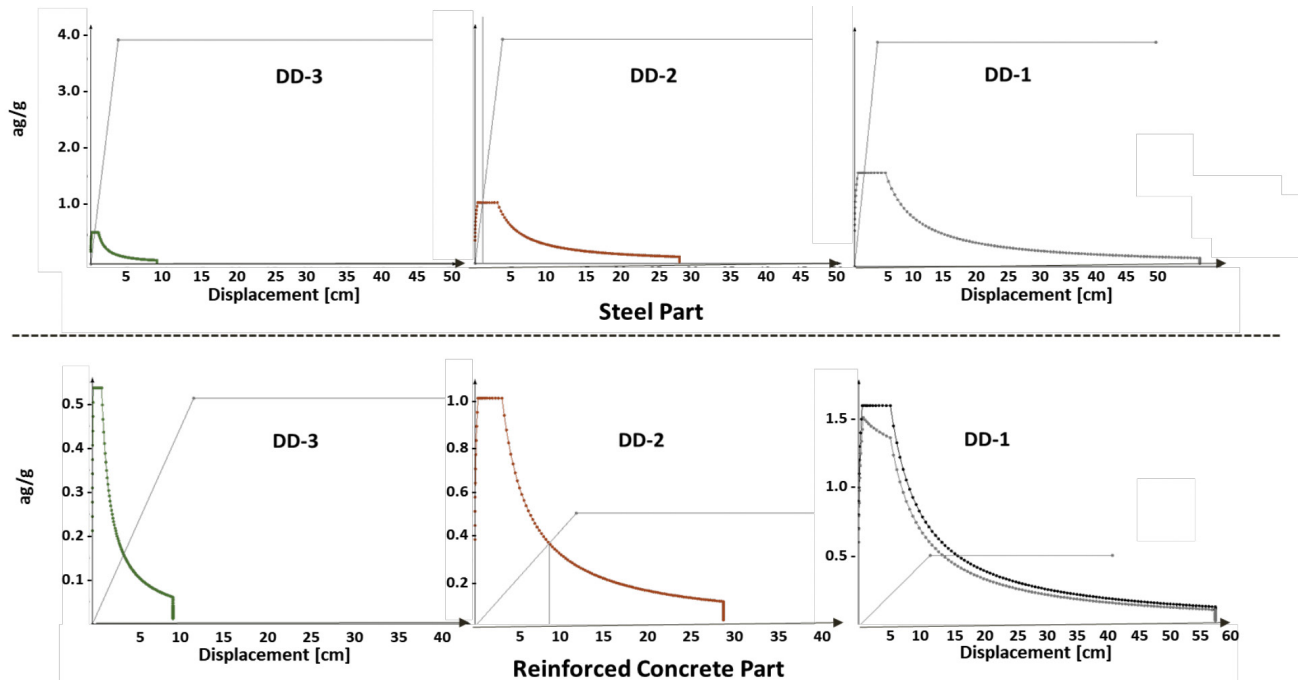 ag/g
4.0
3.0
2.0
1.0
DD-3
DD-2
DD-1
5 10 15 20 25 30 35 40 45 50
5 10 15 20 25 30 35 40 45 50
5 10 15 20 25 30 35 40 45 50
Displacement [cm]
Displacement [cm]
Steel Part
ag/g
0.5
0.4
0.3
0.2
0.1
DD-3
1.0
0.8
0.6
0.4
0.2
DD-2
1.5
1.0
0.5
DD-1
5 10 15 20 25 30 35 40
5 10 15 20 25 30 35 40
5 10 15 20 25 30 35 40 45 50 55 60
Displacement [cm]
Displacement [cm]
Reinforced Concrete Part